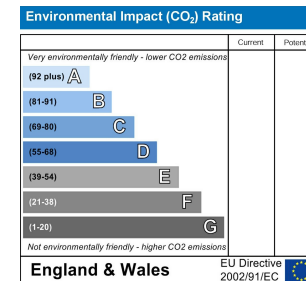 Environmental Impact (CO₂) Rating
Current Potent
Very environmentally friendly - lower CO2 emissions
(92 plus) A
(81-91) B
(69-80) C
(55-68) D
(39-54) E
(21-38) F
(1-20) G
Not environmentally friendly - higher CO2 emissions
England & Wales
EU Directive
2002/91/EC